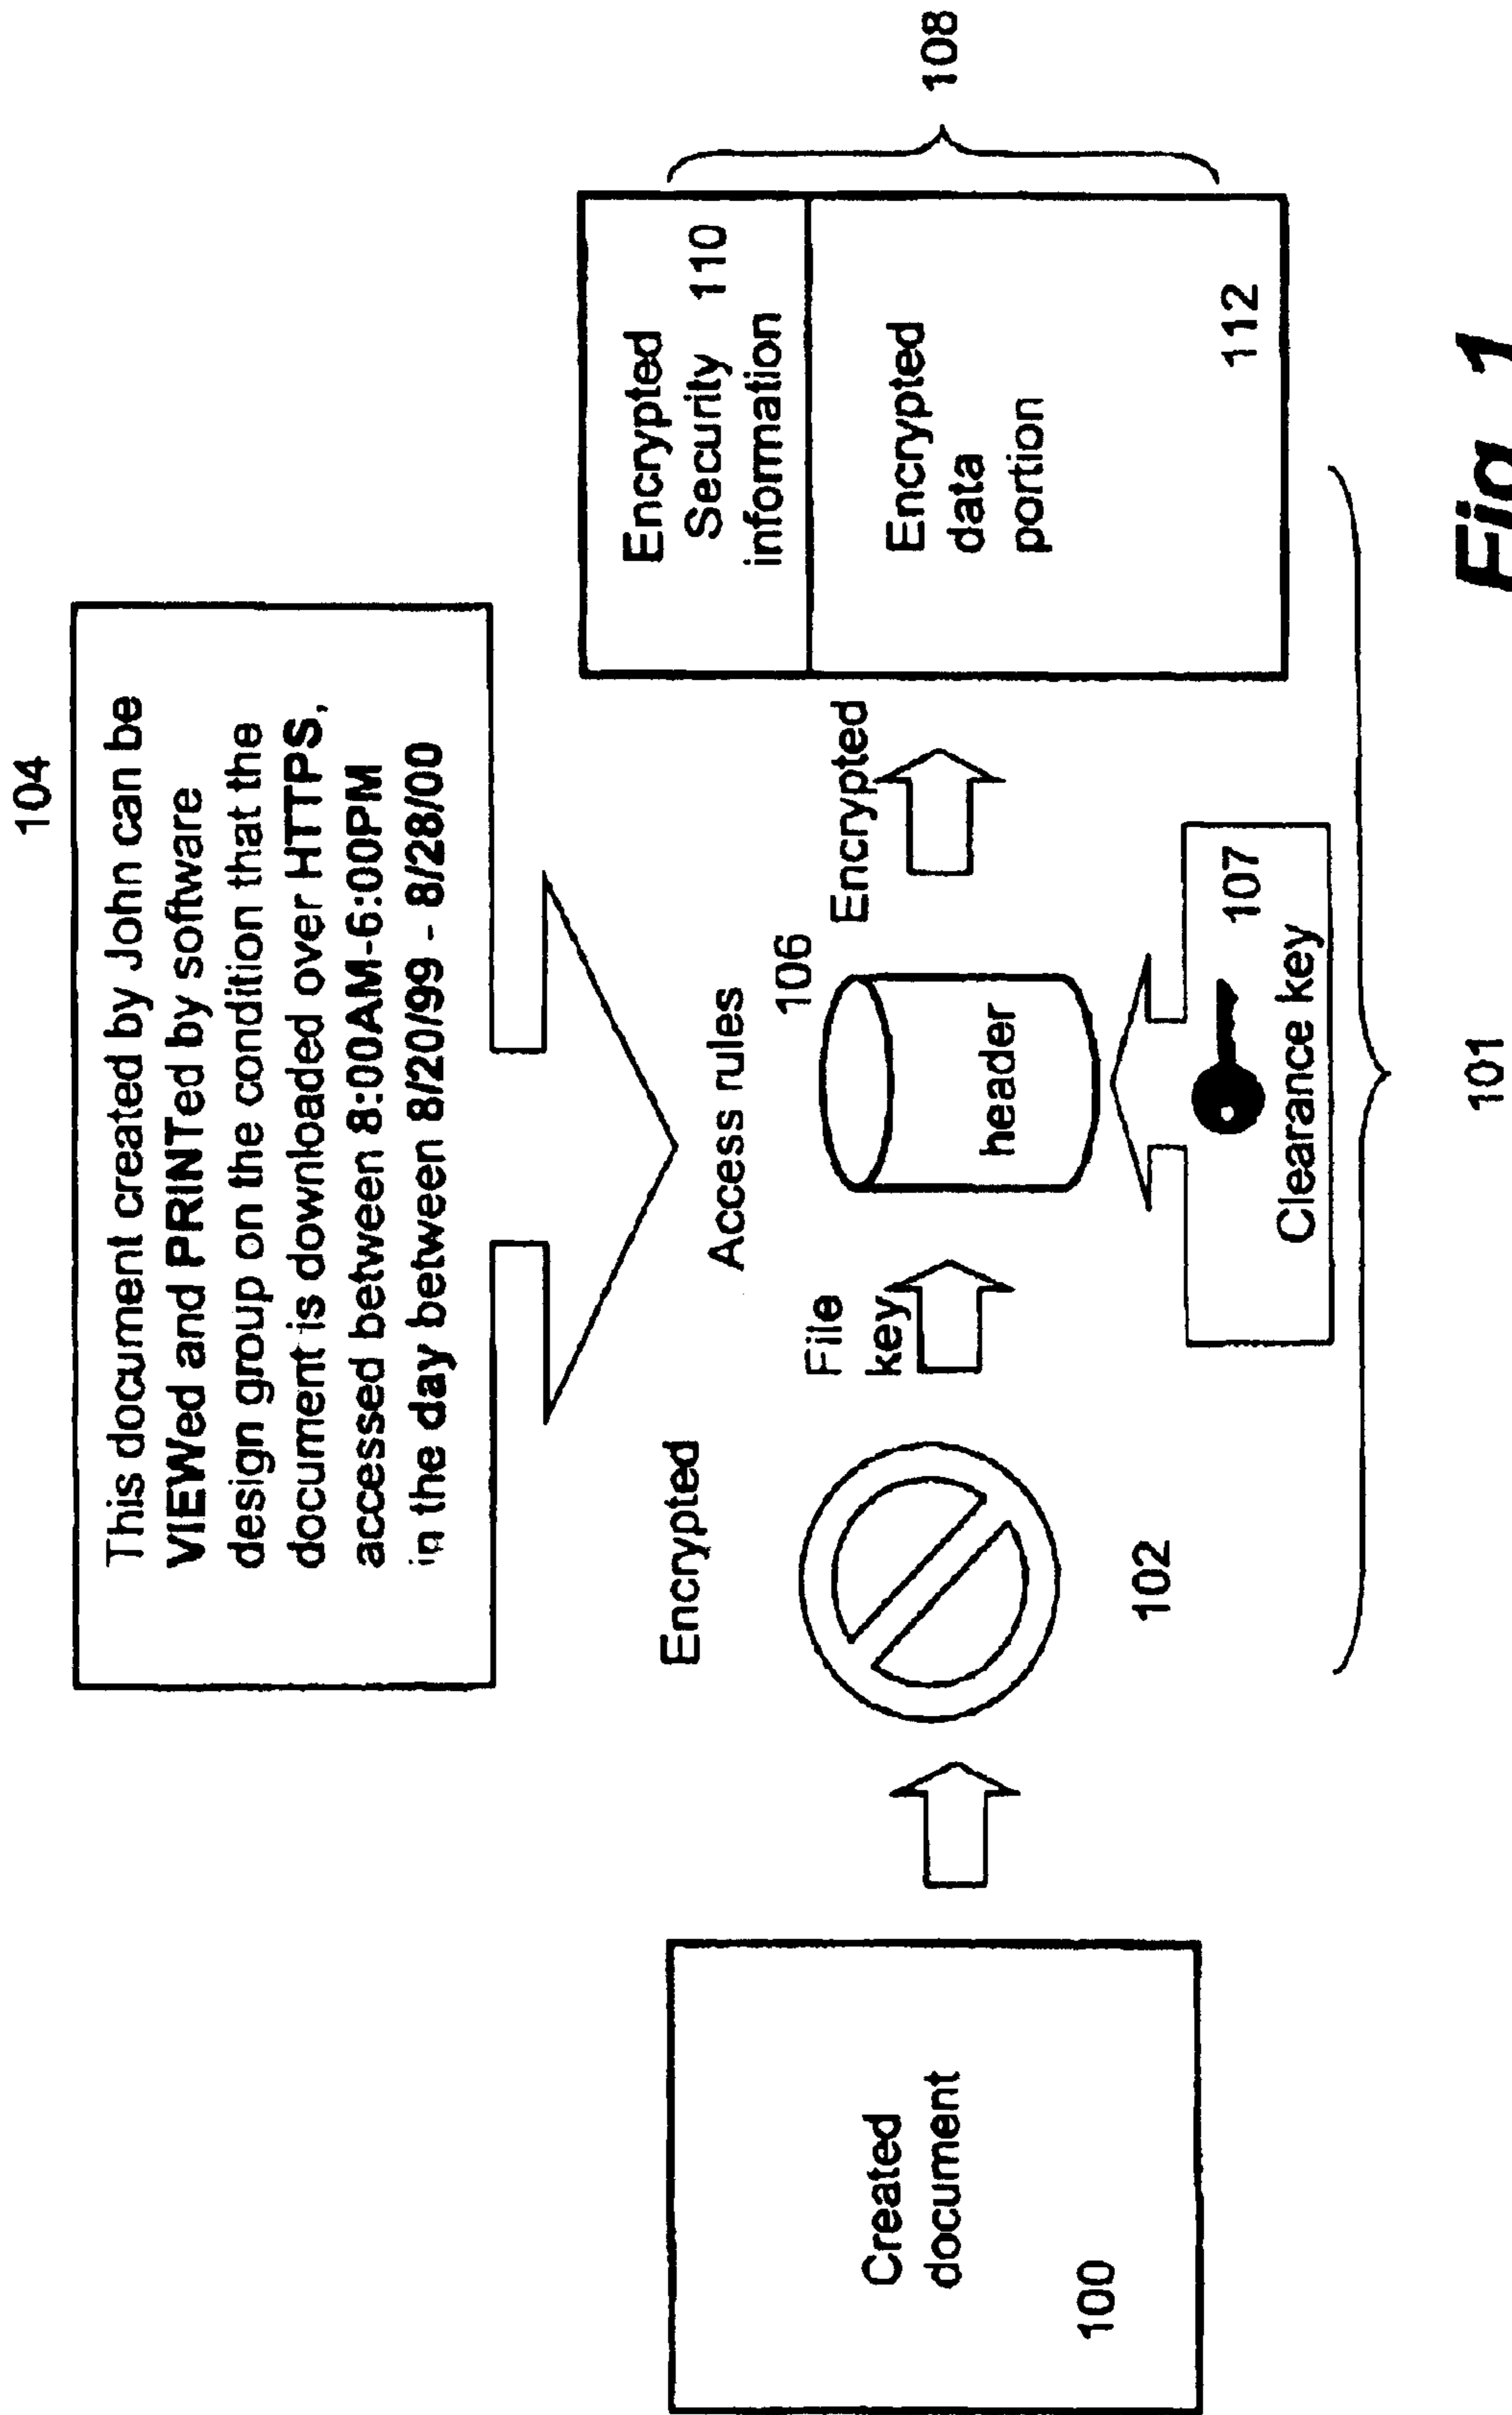 104
This document created by John can be
VIEWed and PRINTed by software
design group on the condition that the
document is downloaded over HTTPS,
accessed between 8:00AM-6:00PM
in the day between 8/20/99 - 8/28/00
Created
document
100
Encrypted
102
File
key
Access rules
106
header
107
Clearance key
Encrypted
Encrypted
Security 110
information
Encrypted
data
portion
112
108
101
Fig. 1